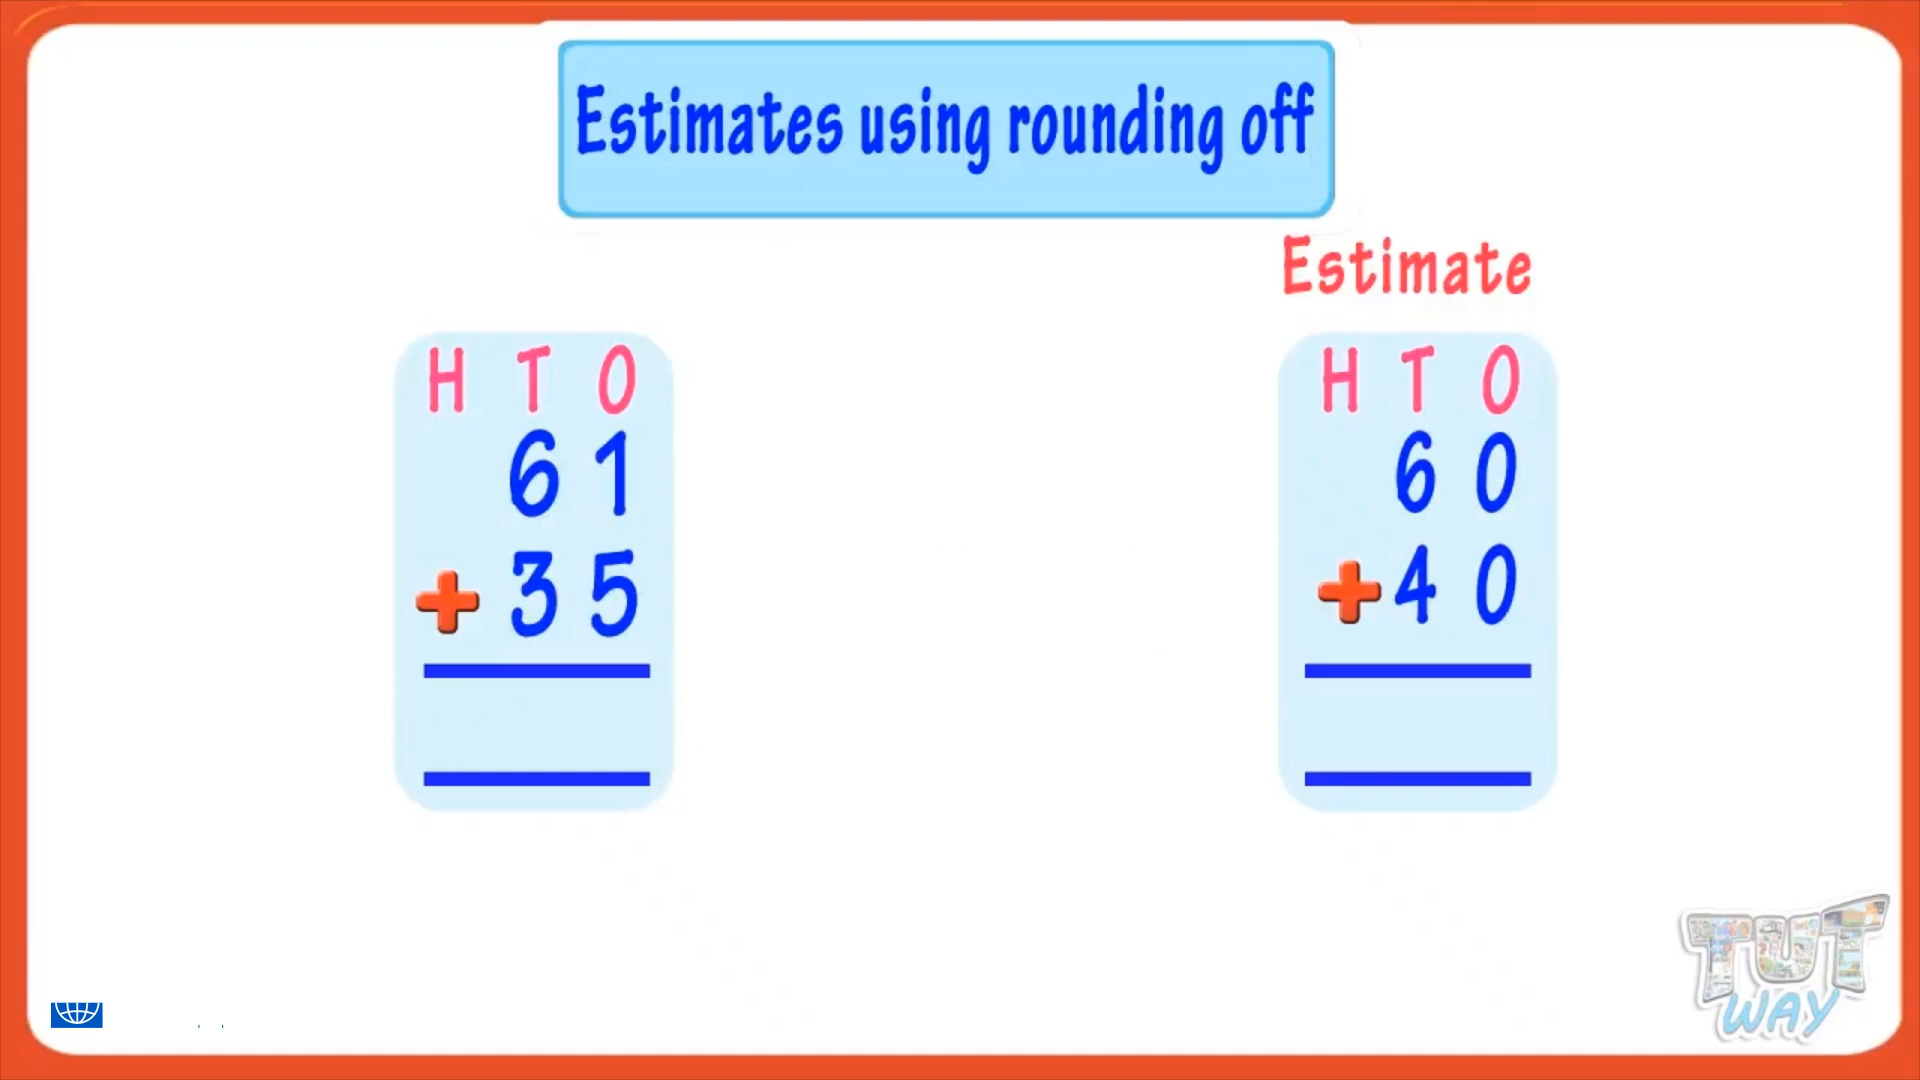 Estimates using rounding off
Estimate
H T O
6 1
+ 3 5
H T O
6 0
+ 4 0
TUT
WAY